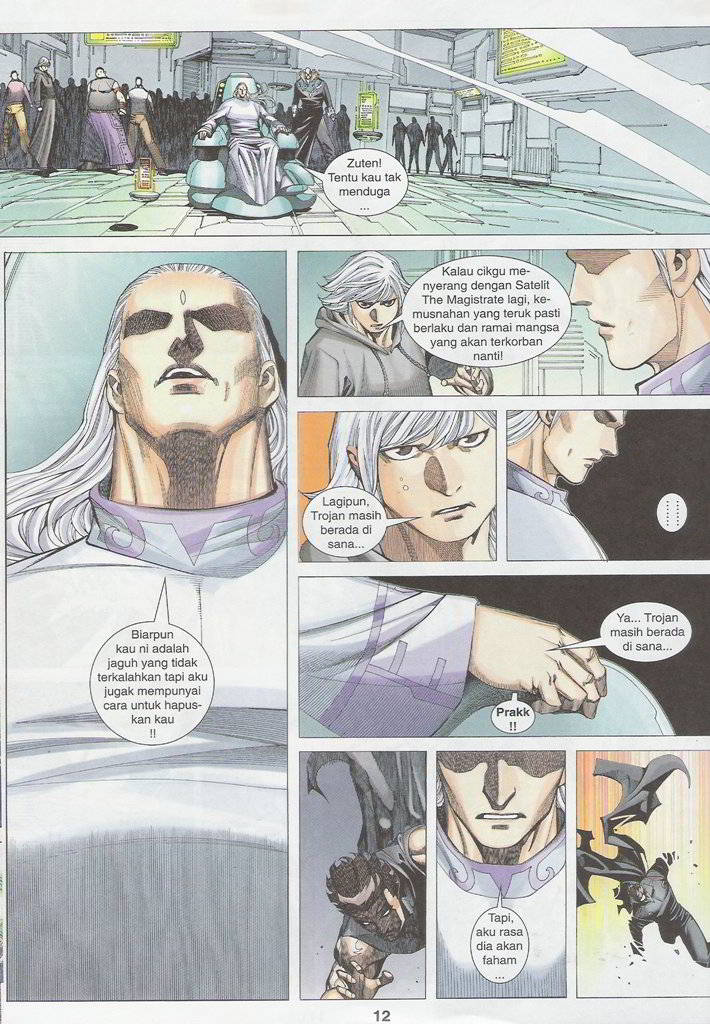 Zuten!
Tentu kau tak
menduga
...
Biarpun
kau ni adalah
jaguh yang tidak
terkalahkan tapi aku
jugak mempunyai
cara untuk hapus-
kan kau
!!
Kalau cikgu me-
nyerang dengan Satelit
The Magistrate lagi, ke-
musnahan yang teruk pasti
berlaku dan ramai mangsa
yang akan terkorban
nanti!
Lagipun,
Trojan masih
berada di
sana...
Ya... Trojan
masih berada
di sana...
Prakk
!!
Tapi,
aku rasa
dia akan
faham
...
12